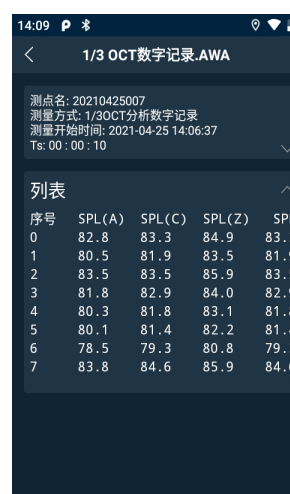 14:09
1/3 OCT数字记录.AWA
测点名: 20210425007
测量方式: 1/3OCT分析数字记录
测量开始时间: 2021-04-25 14:06:37
Ts: 00 : 00 : 10
列表
序号 SPL(A) SPL(C) SPL(Z)
0 82.8 83.3 84.9
1 80.5 81.9 83.5
2 83.5 83.5 85.9
3 81.8 82.9 84.0
4 80.3 81.8 83.1
5 80.1 81.4 82.2
6 78.5 79.3 80.8
7 83.8 84.6 85.9